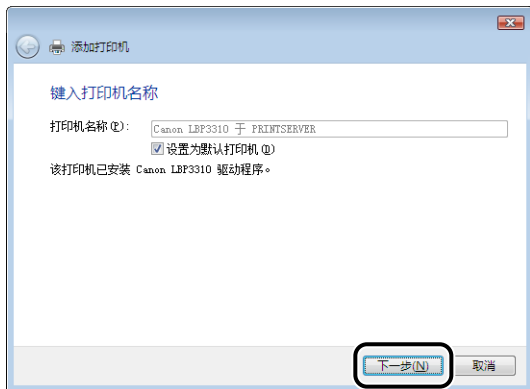 添加打印机
键入打印机名称
打印机名称(P): Canon LBP3310 于 PRINTSERVER
设置为默认打印机(D)
该打印机已安装 Canon LBP3310 驱动程序。
下一步(N) 取消